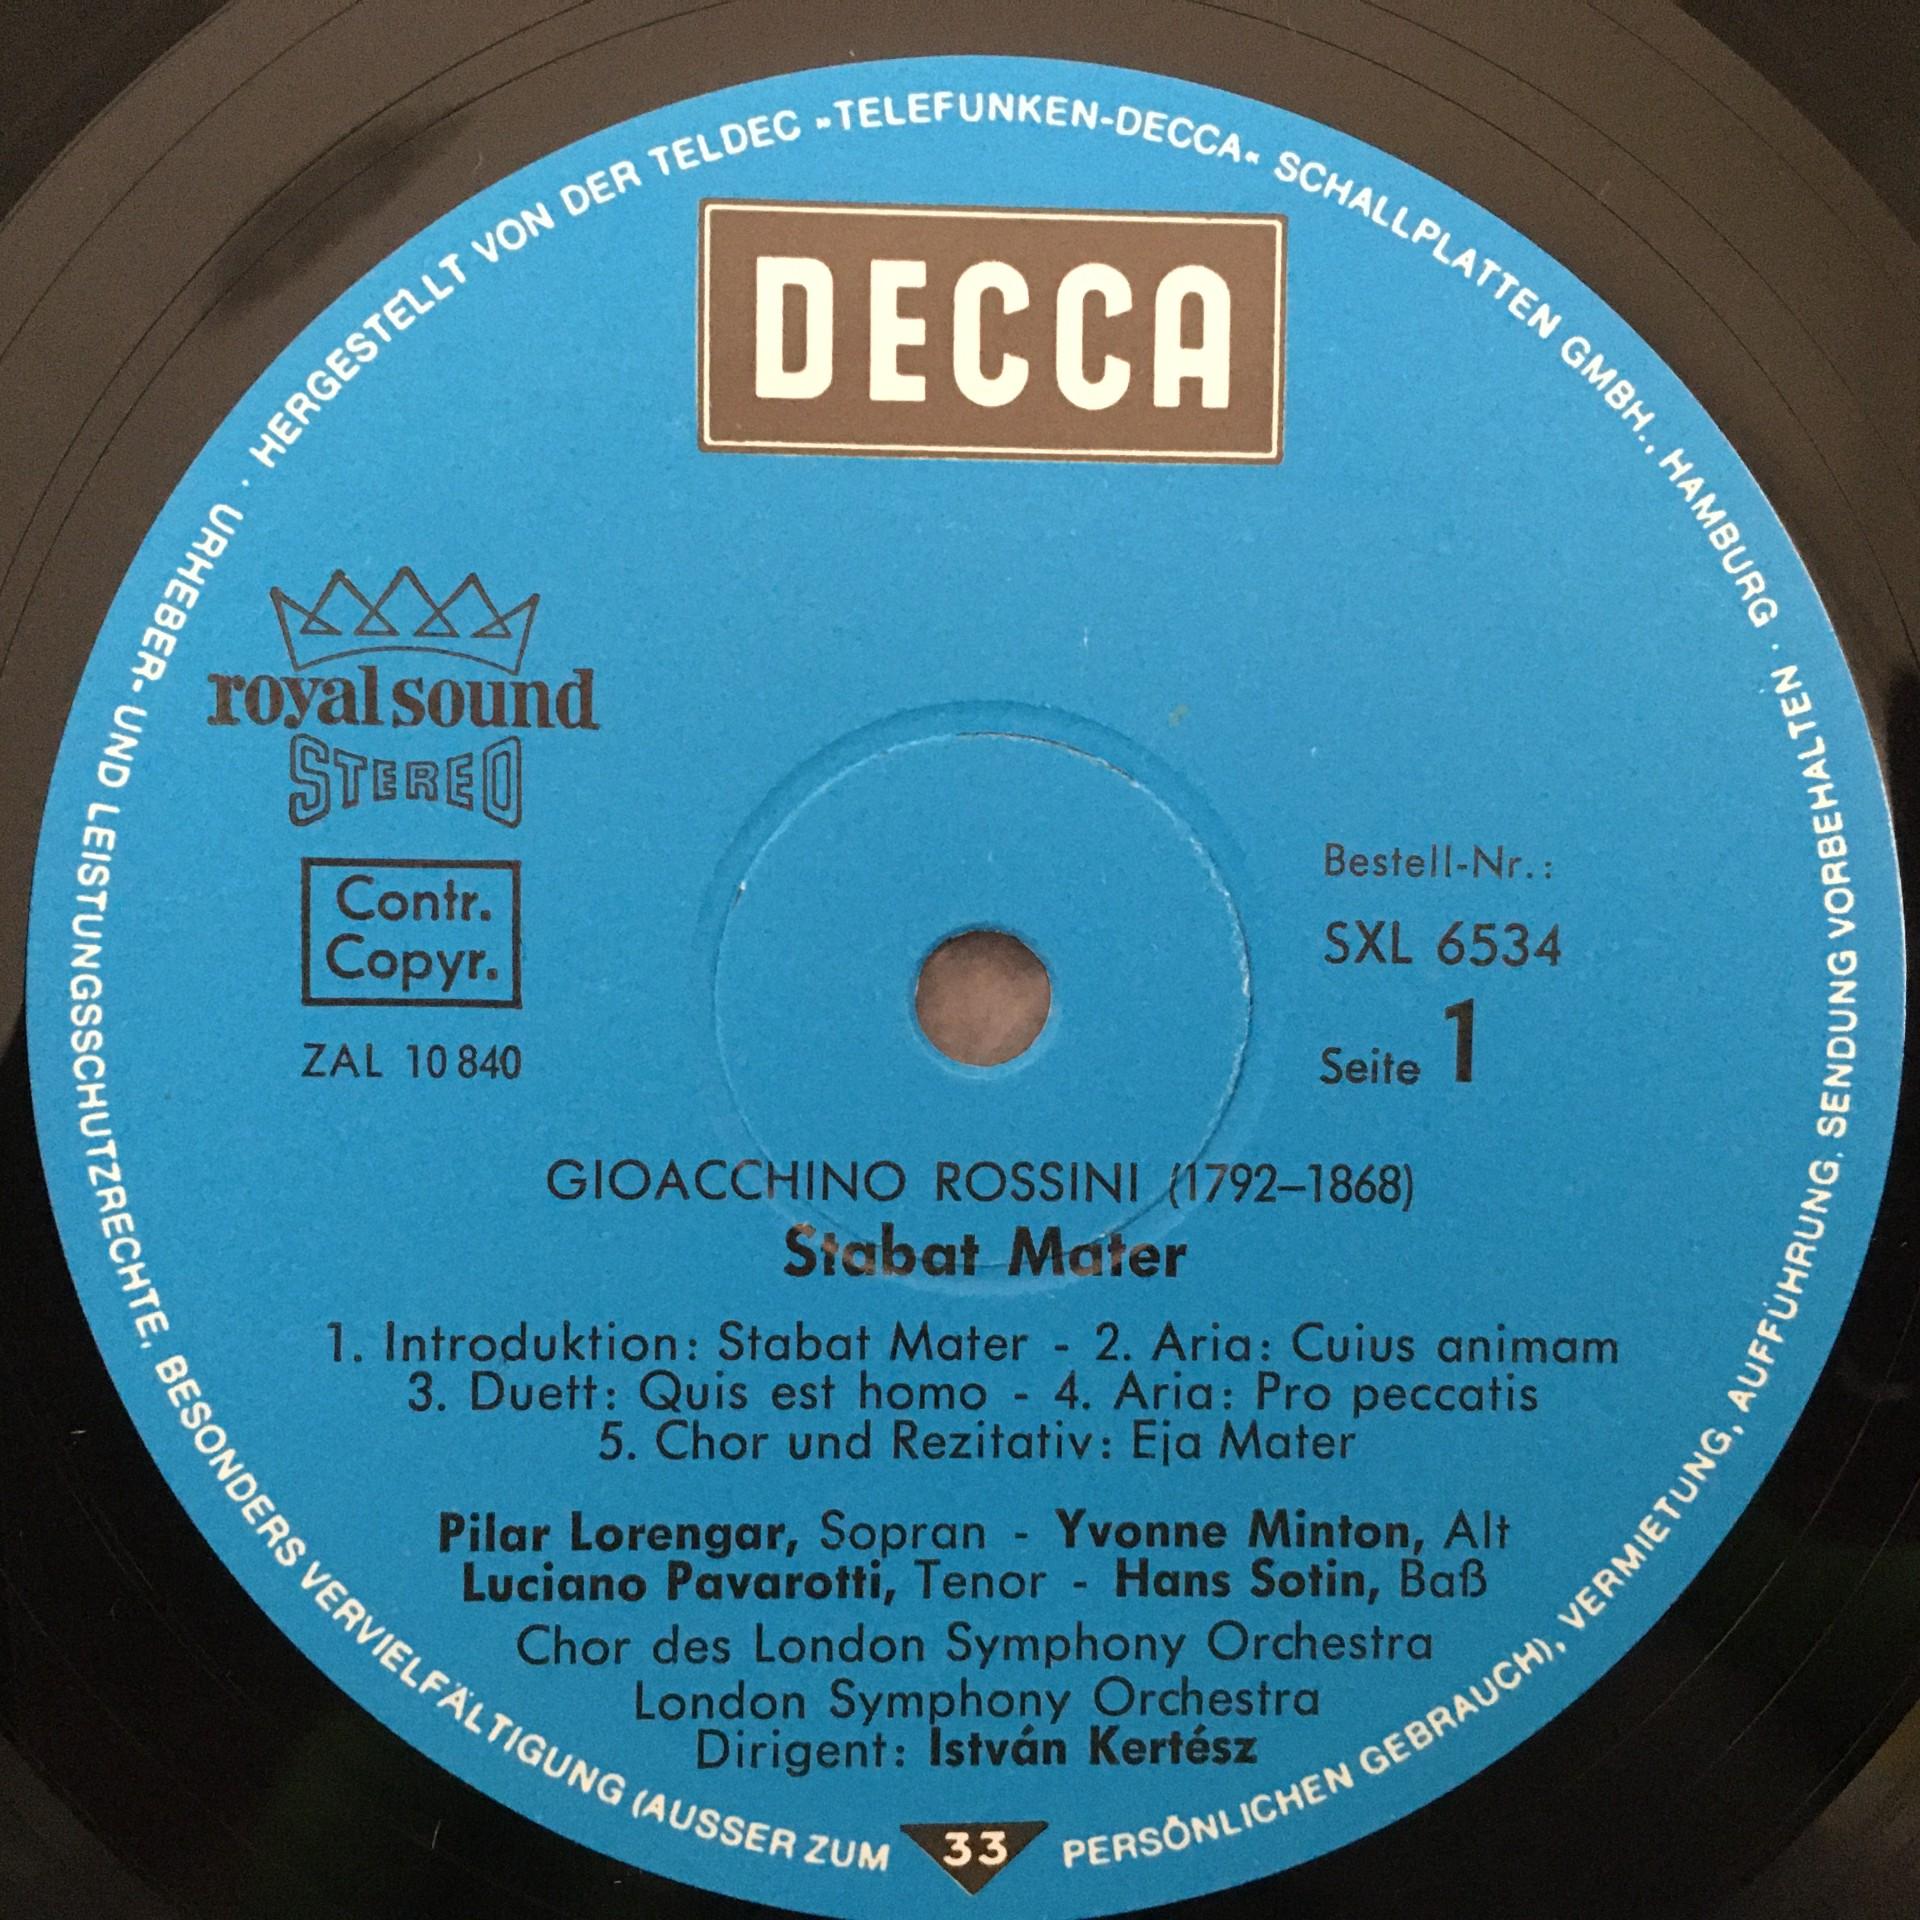 HERGESTELLT VON DER TELDEC »TELEFUNKEN-DECCA« SCHALLPLATTEN GMBH., HAMBURG ·
DECCA
royal sound
STEREO
Contr.
Copyr.
ZAL 10 840
Bestell-Nr.:
SXL 6534
Seite 1
GIOACCHINO ROSSINI (1792–1868)
Stabat Mater
1. Introduktion: Stabat Mater - 2. Aria: Cuius animam
3. Duett: Quis est homo - 4. Aria: Pro peccatis
5. Chor und Rezitativ: Eja Mater
Pilar Lorengar, Sopran - Yvonne Minton, Alt
Luciano Pavarotti, Tenor - Hans Sotin, Baß
Chor des London Symphony Orchestra
London Symphony Orchestra
Dirigent: István Kertész
URHEBER- UND LEISTUNGSSCHUTZRECHTE, BESONDERS VERVIELFÄLTIGUNG (AUSSER ZUM PERSÖNLICHEN GEBRAUCH), VERMIETUNG, AUFFÜHRUNG, SENDUNG VORBEHALTEN ·
33